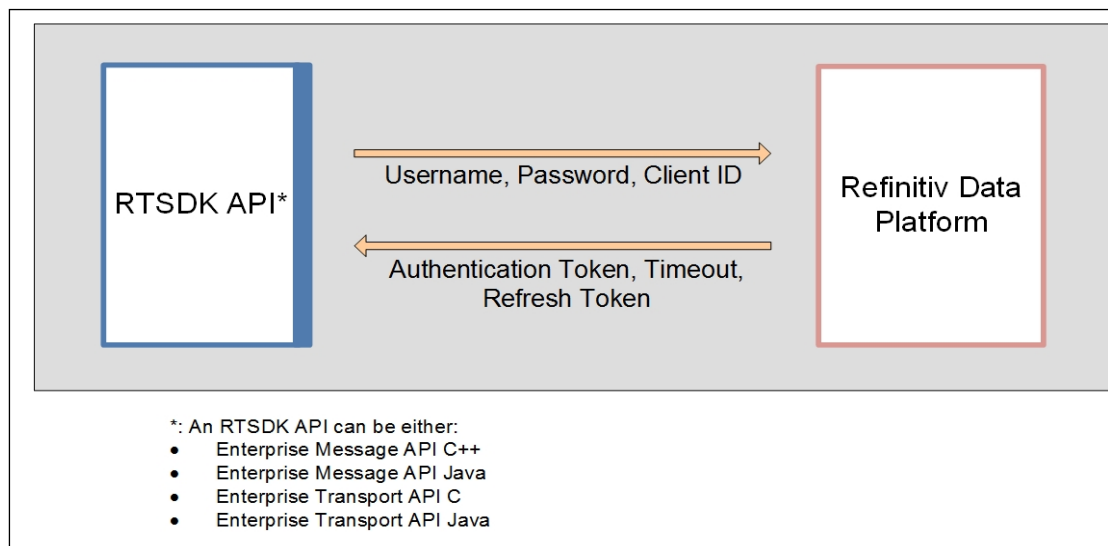 RTSDK API*
Username, Password, Client ID
Authentication Token, Timeout,
Refresh Token
Refinitiv Data
Platform
*: An RTSDK API can be either:
● Enterprise Message API C++
● Enterprise Message API Java
● Enterprise Transport API C
● Enterprise Transport API Java